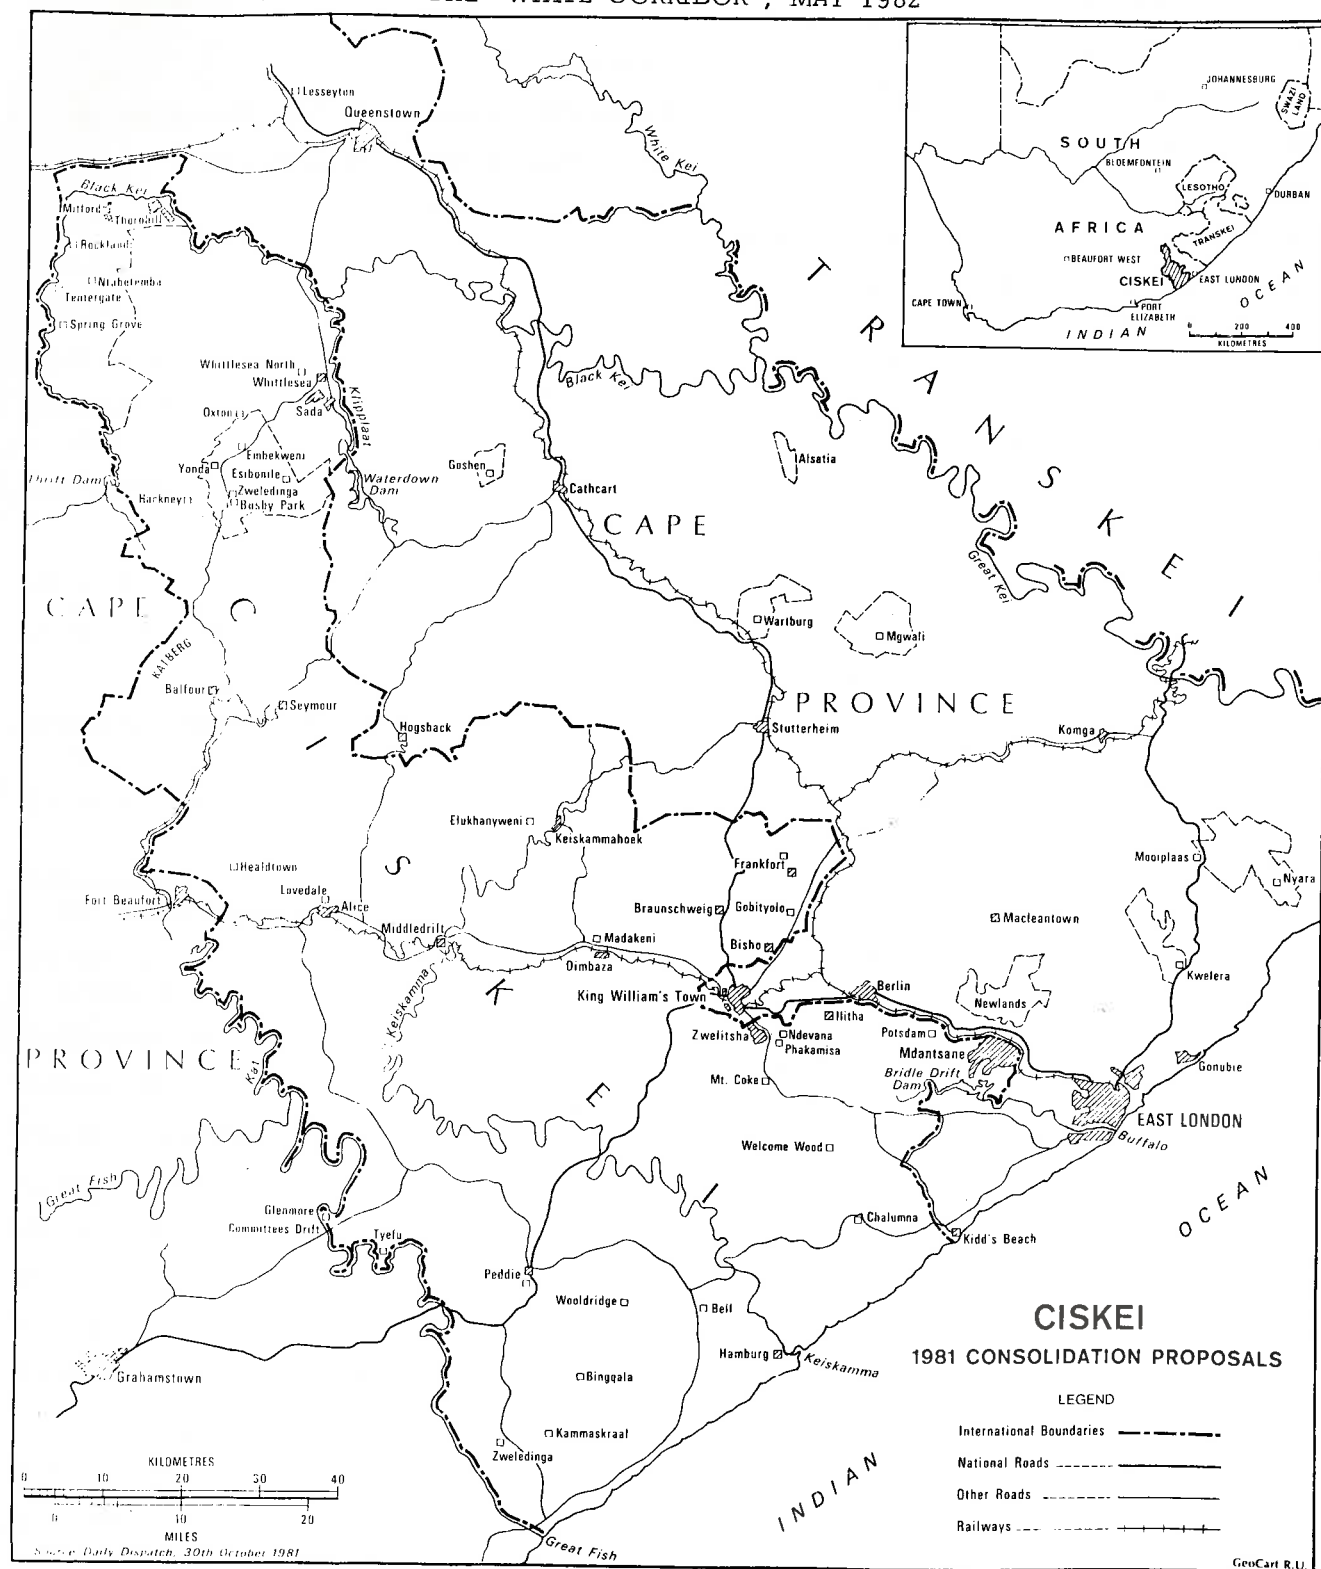 "WHITE CORRIDOR", MAY 1982
Lesseyton
Queenstown
White Kei
Black Kei
Mitford
Thornhill
Rockland
Ntabetemba
Tentergate
Spring Grove
Whittlesea North
Whittlesea
Oxton
Sada
Klipplaat
Embekweni
Yonda
Esibonile
Zweledinga
Hackney
Busby Park
Thrift Dam
Waterdown
Dam
Goshen
Cathcart
Black Kei
Alsatia
TRANSKEI
Great Kei
CAPE
CAPE
PROVINCE
PROVINCE
CISKEI
KATBERG
Balfour
Seymour
Hogsback
Wartburg
Mgwali
Stutterheim
Komga
Elukhanyweni
Keiskammahoek
Healdtown
Lovedale
Alice
Fort Beaufort
Middledrift
Madakeni
Dimbaza
Frankfort
Braunschweig
Gobityolo
Bisho
King William's Town
Zwelitsha
Berlin
Ilitha
Ndevana
Phakamisa
Potsdam
Mdantsane
Bridle Drift
Dam
Mt. Coke
Macleantown
Newlands
Mooiplaas
Nyara
Kwelera
Gonubie
EAST LONDON
Buffalo
Keiskamma
Kat
Great Fish
Glenmore
Committees Drift
Tyefu
Welcome Wood
Chalumna
Kidd's Beach
Peddie
Wooldridge
Bell
Hamburg
Keiskamma
Bingqala
Kammaskraal
Zweledinga
Grahamstown
Great Fish
INDIAN
OCEAN
JOHANNESBURG
SWAZI
LAND
SOUTH
BLOEMFONTEIN
LESOTHO
DURBAN
AFRICA
TRANSKEI
BEAUFORT WEST
CISKEI
EAST LONDON
CAPE TOWN
PORT
ELIZABETH
INDIAN
OCEAN
0 200 400
KILOMETRES
CISKEI
1981 CONSOLIDATION PROPOSALS
LEGEND
International Boundaries
National Roads
Other Roads
Railways
KILOMETRES
0 10 20 30 40
0 10 20
MILES
Source Daily Dispatch, 30th October 1981
GeoCart R.U.